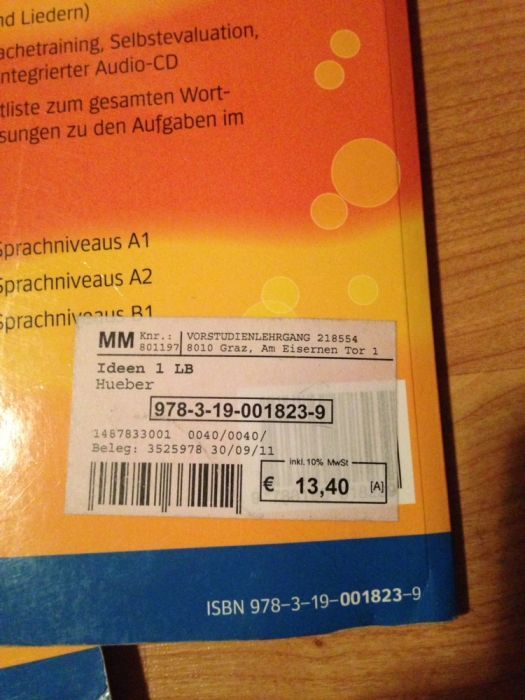 nd Liedern)
achetraining, Selbstevaluation,
ntegrierter Audio-CD
tliste zum gesamten Wort-
sungen zu den Aufgaben im
Sprachniveaus A1
Sprachniveaus A2
Sprachniveaus B1
MM Knr.: VORSTUDIENLEHRGANG 218554
801197 8010 Graz, Am Eisernen Tor 1
Ideen 1 LB
Hueber
978-3-19-001823-9
1487833001 0040/0040/
Beleg: 3525978 30/09/11
inkl. 10% MwSt
€ 13,40 [A]
ISBN 978–3–19–001823–9